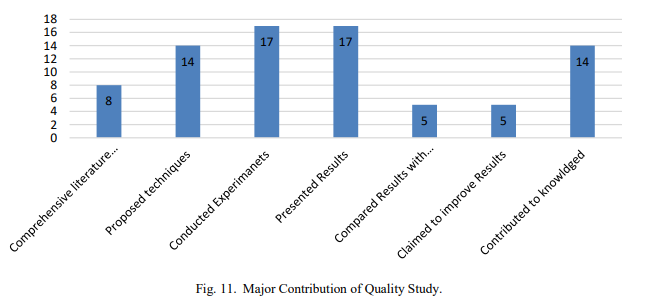 18
16
14
12
10
8
6
4
2
0
8
14
17
17
5
5
14
Comprehensive literature...
Proposed techniques
Conducted Experimanets
Presented Results
Compared Results with...
Claimed to improve Results
Contributed to knowldged
Fig. 11. Major Contribution of Quality Study.